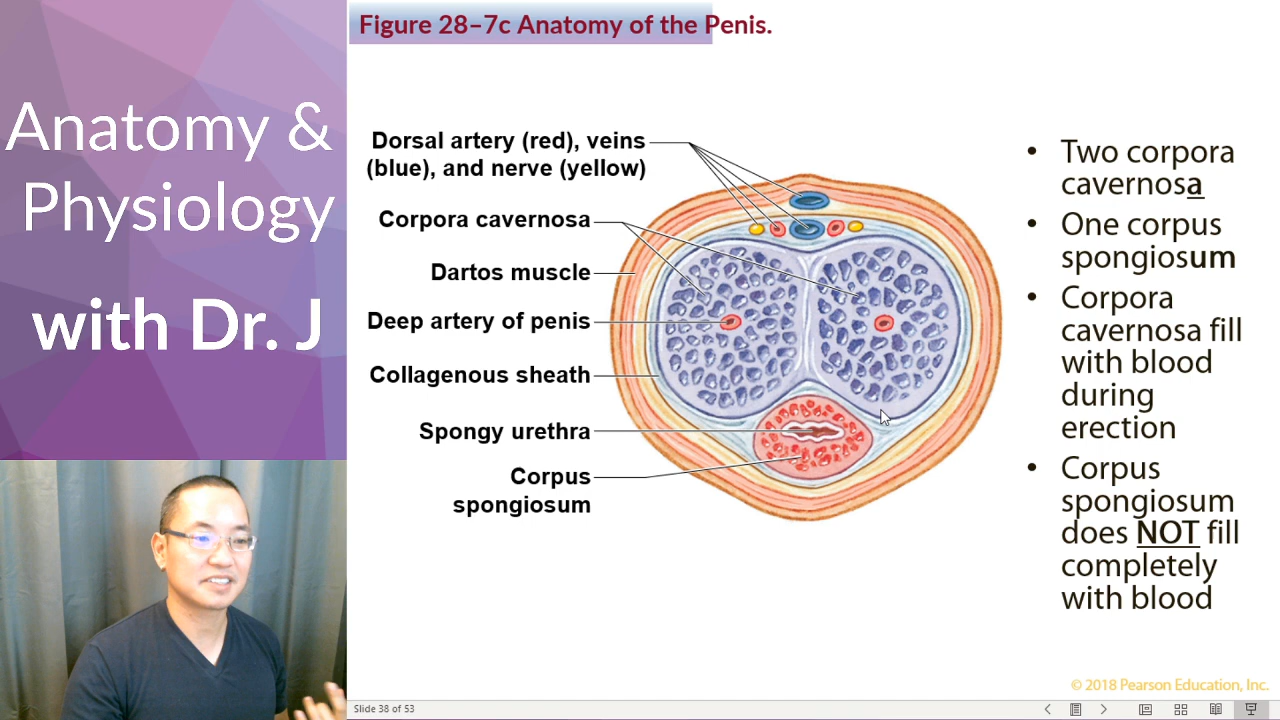 Anatomy &
Physiology
with Dr. J
Figure 28–7c Anatomy of the Penis.
Dorsal artery (red), veins
(blue), and nerve (yellow)
Corpora cavernosa
Dartos muscle
Deep artery of penis
Collagenous sheath
Spongy urethra
Corpus
spongiosum
• Two corpora
cavernosa
• One corpus
spongiosum
• Corpora
cavernosa fill
with blood
during
erection
• Corpus
spongiosum
does NOT fill
completely
with blood
© 2018 Pearson Education, Inc.
Slide 38 of 53